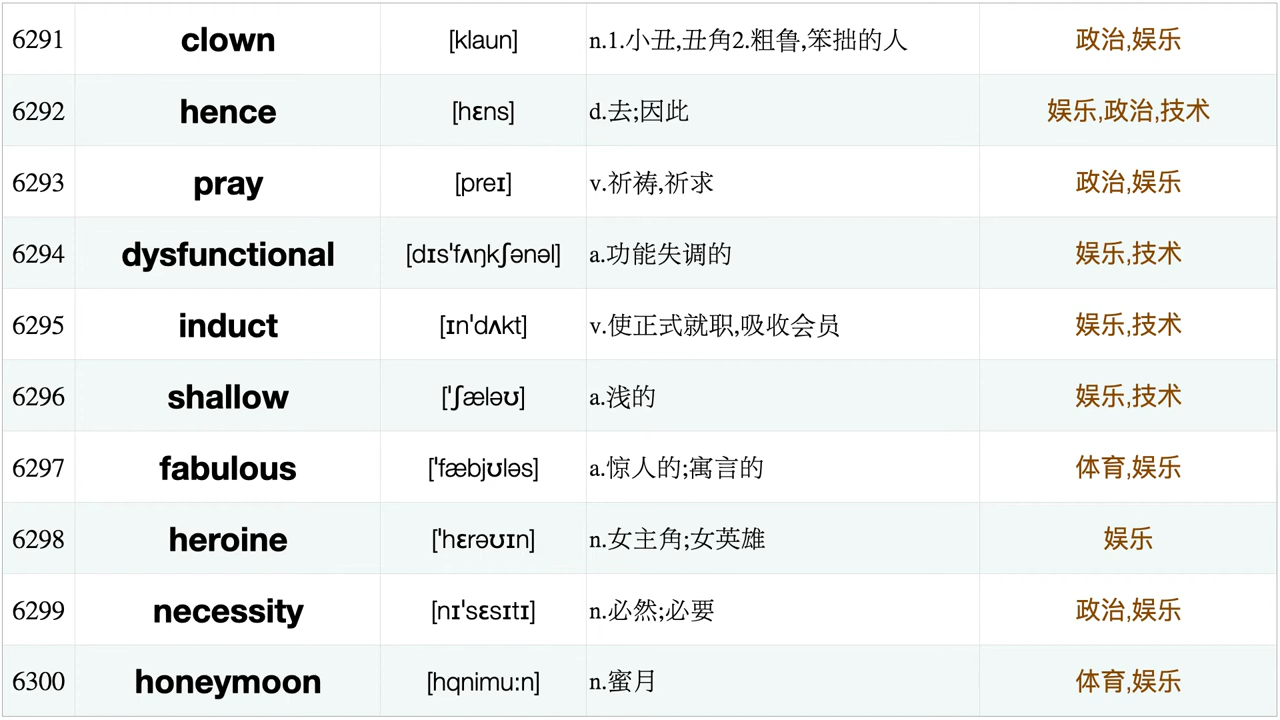 6291 clown [klaun] n.1.小丑,丑角2.粗鲁,笨拙的人 政治,娱乐
6292 hence [hɛns] d.去;因此 娱乐,政治,技术
6293 pray [preɪ] v.祈祷,祈求 政治,娱乐
6294 dysfunctional [dɪs'fʌŋkʃənəl] a.功能失调的 娱乐,技术
6295 induct [ɪn'dʌkt] v.使正式就职,吸收会员 娱乐,技术
6296 shallow ['ʃæləʊ] a.浅的 娱乐,技术
6297 fabulous ['fæbjʊləs] a.惊人的;寓言的 体育,娱乐
6298 heroine ['hɛrəʊɪn] n.女主角;女英雄 娱乐
6299 necessity [nɪ'sɛsɪtɪ] n.必然;必要 政治,娱乐
6300 honeymoon [hqnimu:n] n.蜜月 体育,娱乐